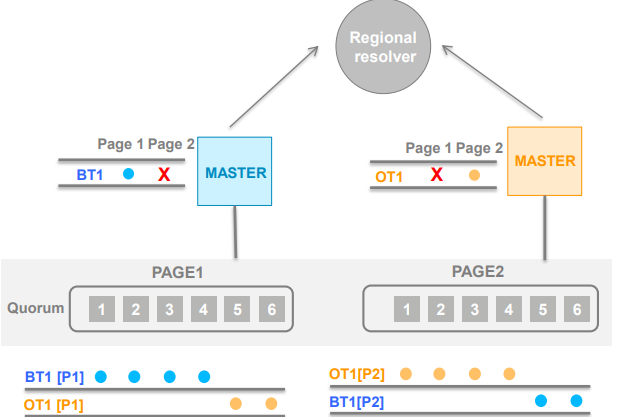 Regional
resolver
Page 1 Page 2
BT1 X
MASTER
Page 1 Page 2
OT1 X
MASTER
PAGE1
PAGE2
Quorum 1 2 3 4 5 6
1 2 3 4 5 6
BT1 [P1]
OT1 [P1]
OT1[P2]
BT1[P2]